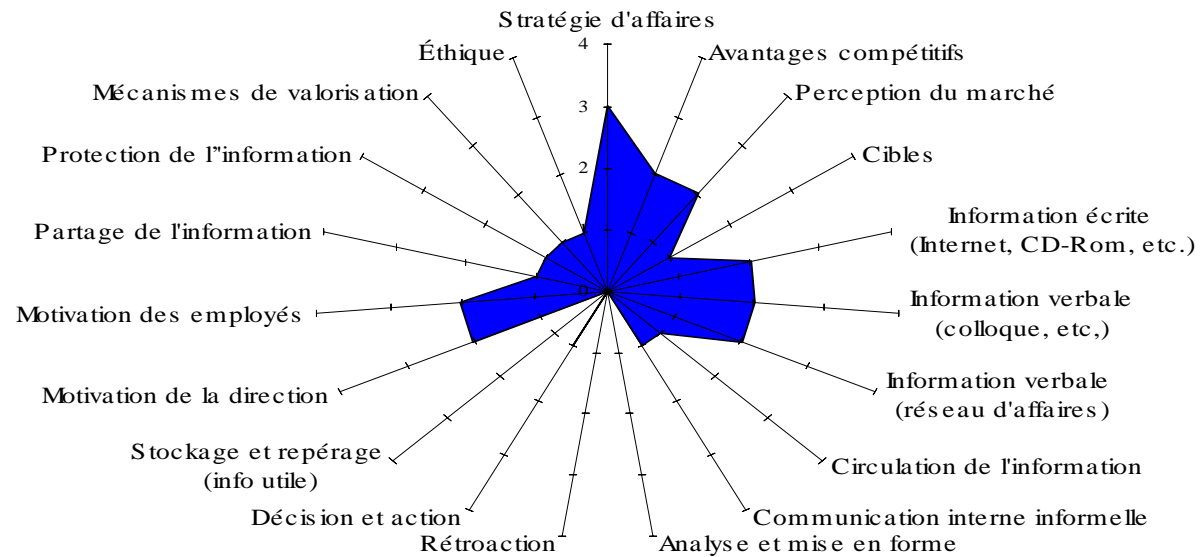 Stratégie d'affaires
Avantages compétitifs
Perception du marché
Cibles
Information écrite
(Internet, CD-Rom, etc.)
Information verbale
(colloque, etc,)
Information verbale
(réseau d'affaires)
Circulation de l'information
Communication interne informelle
Analyse et mise en forme
Rétroaction
Décision et action
Stockage et repérage
(info utile)
Motivation de la direction
Motivation des employés
Partage de l'information
Protection de l''information
Mécanismes de valorisation
Éthique
4
3
2
1
0